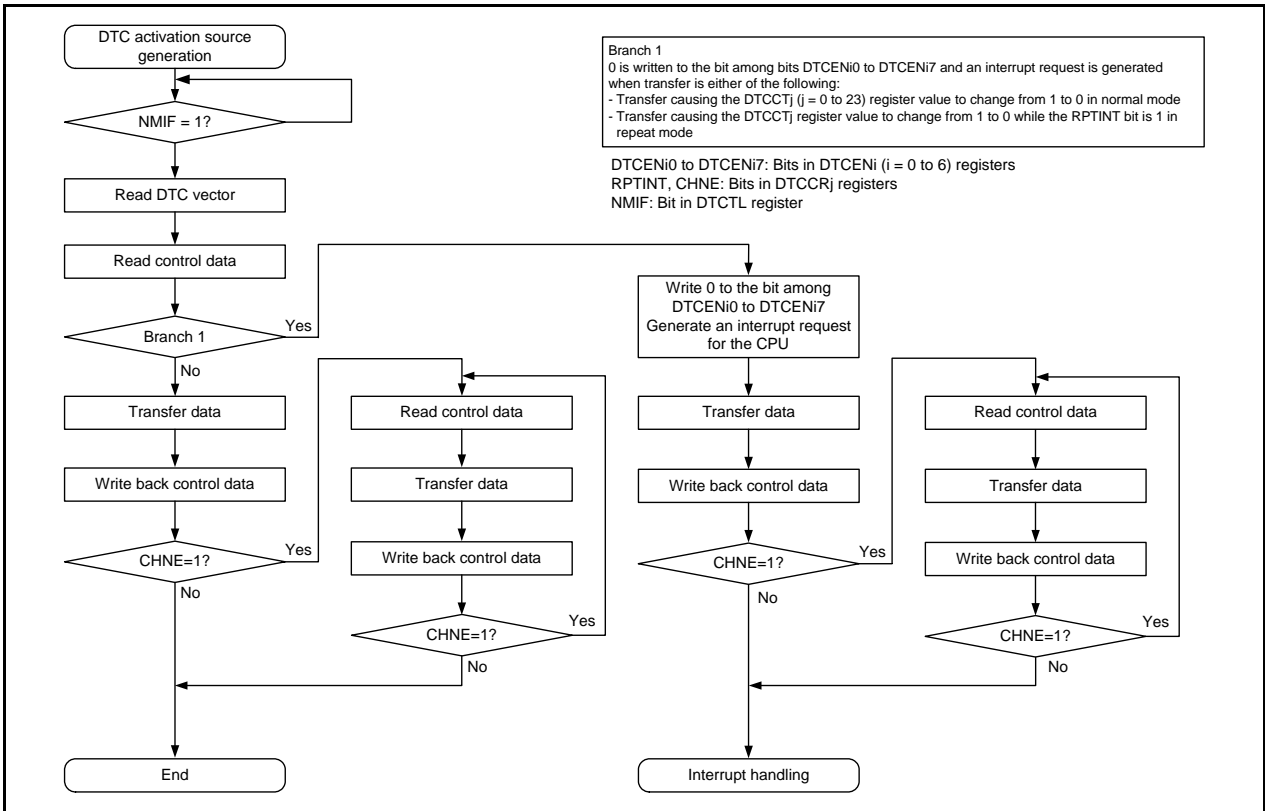 DTC activation source
generation
NMIF = 1?
Read DTC vector
Read control data
Branch 1
Yes
No
Transfer data
Write back control data
CHNE=1?
Yes
No
End
Read control data
Transfer data
Write back control data
CHNE=1?
Yes
No
Branch 1
0 is written to the bit among bits DTCENi0 to DTCENi7 and an interrupt request is generated
when transfer is either of the following:
- Transfer causing the DTCCTj (j = 0 to 23) register value to change from 1 to 0 in normal mode
- Transfer causing the DTCCTj register value to change from 1 to 0 while the RPTINT bit is 1 in
repeat mode
DTCENi0 to DTCENi7: Bits in DTCENi (i = 0 to 6) registers
RPTINT, CHNE: Bits in DTCCRj registers
NMIF: Bit in DTCTL register
Write 0 to the bit among
DTCENi0 to DTCENi7
Generate an interrupt request
for the CPU
Transfer data
Write back control data
CHNE=1?
Yes
No
Interrupt handling
Read control data
Transfer data
Write back control data
CHNE=1?
Yes
No